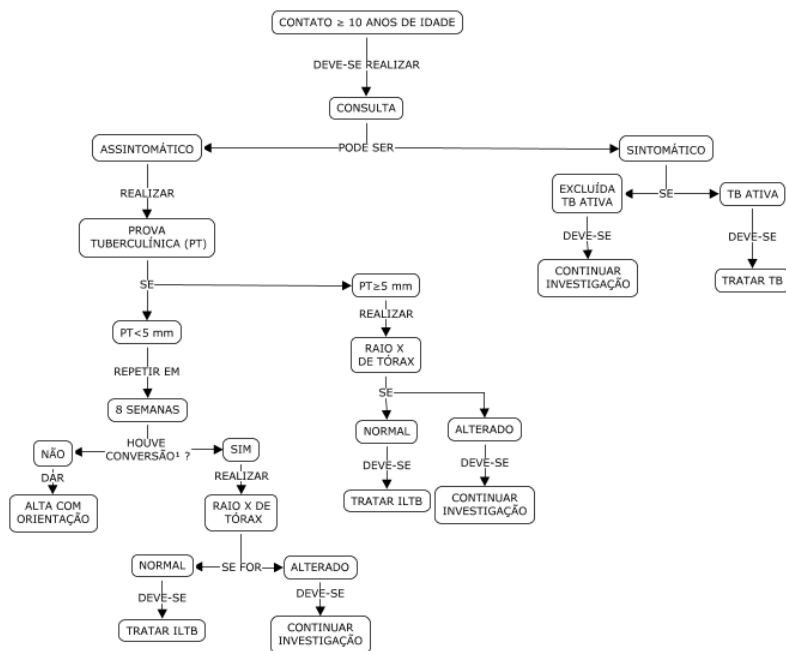 CONTATO ≥ 10 ANOS DE IDADE
DEVE-SE REALIZAR
CONSULTA
PODE SER
ASSINTOMÁTICO
REALIZAR
PROVA
TUBERCULÍNICA (PT)
SE
PT<5 mm
REPETIR EM
8 SEMANAS
HOUVE
CONVERSÃO¹ ?
NÃO
DAR
ALTA COM
ORIENTAÇÃO
SIM
REALIZAR
RAIO X DE
TÓRAX
SE FOR
NORMAL
DEVE-SE
TRATAR ILTB
ALTERADO
DEVE-SE
CONTINUAR
INVESTIGAÇÃO
PT≥5 mm
REALIZAR
RAIO X
DE TÓRAX
SE
NORMAL
DEVE-SE
TRATAR ILTB
ALTERADO
DEVE-SE
CONTINUAR
INVESTIGAÇÃO
SINTOMÁTICO
SE
EXCLUÍDA
TB ATIVA
DEVE-SE
CONTINUAR
INVESTIGAÇÃO
TB ATIVA
DEVE-SE
TRATAR TB